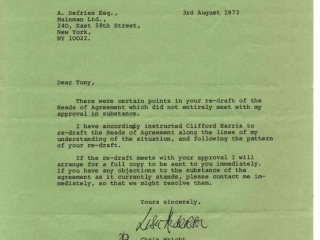 A. Defries Esq.,    3rd August 1973
Mainman Ltd.,
240, East 58th Street,
New York,
NY 10022.
Dear Tony,
There were certain points in your re-draft of the
Heads of Agreement which did not entirely meet with my
approval in substance.
I have accordingly instructed Clifford Harris to
re-draft the Heads of Agreement along the lines of my
understanding of the situation, and following the pattern
of your re-draft.
If the redraft meets with your approval I will
arrange for a full copy to be sent to you immediately.
If you have any objections to the substance of the
agreement as it currently stands, please contact me im-
mediately, so that we might resolve them.
Yours sincerely,
Chris Wright